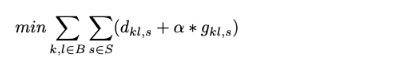 min ∑_{k,l∈B} ∑_{s∈S} (d_{kl,s} + α * g_{kl,s})